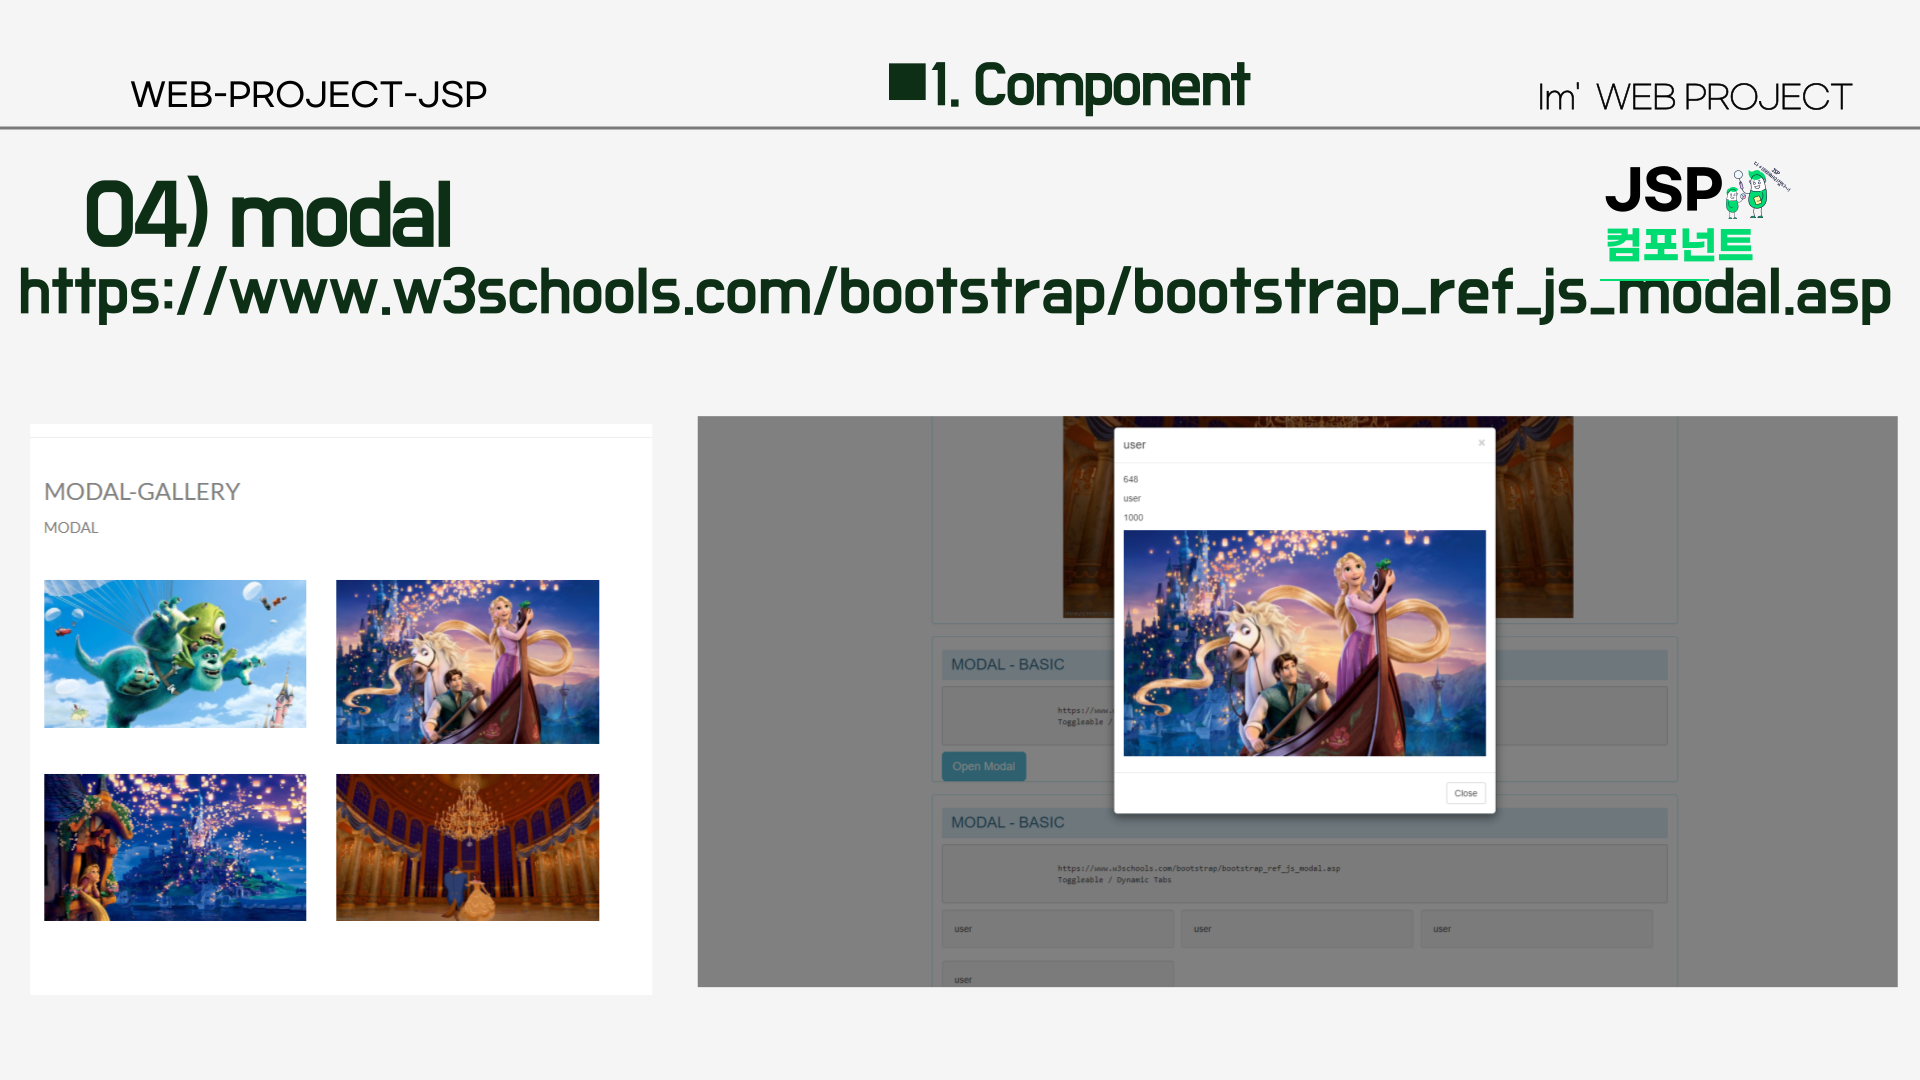 WEB-PROJECT-JSP
■1. Component
Im' WEB PROJECT
04) modal
JSP
컴포넌트
https://www.w3schools.com/bootstrap/bootstrap_ref_js_modal.asp
MODAL-GALLERY
MODAL
user
×
648
user
1000
Close
MODAL - BASIC
https://www.
Toggleable /
Open Modal
MODAL - BASIC
https://www.w3schools.com/bootstrap/bootstrap_ref_js_modal.asp
Toggleable / Dynamic Tabs
user
user
user
user